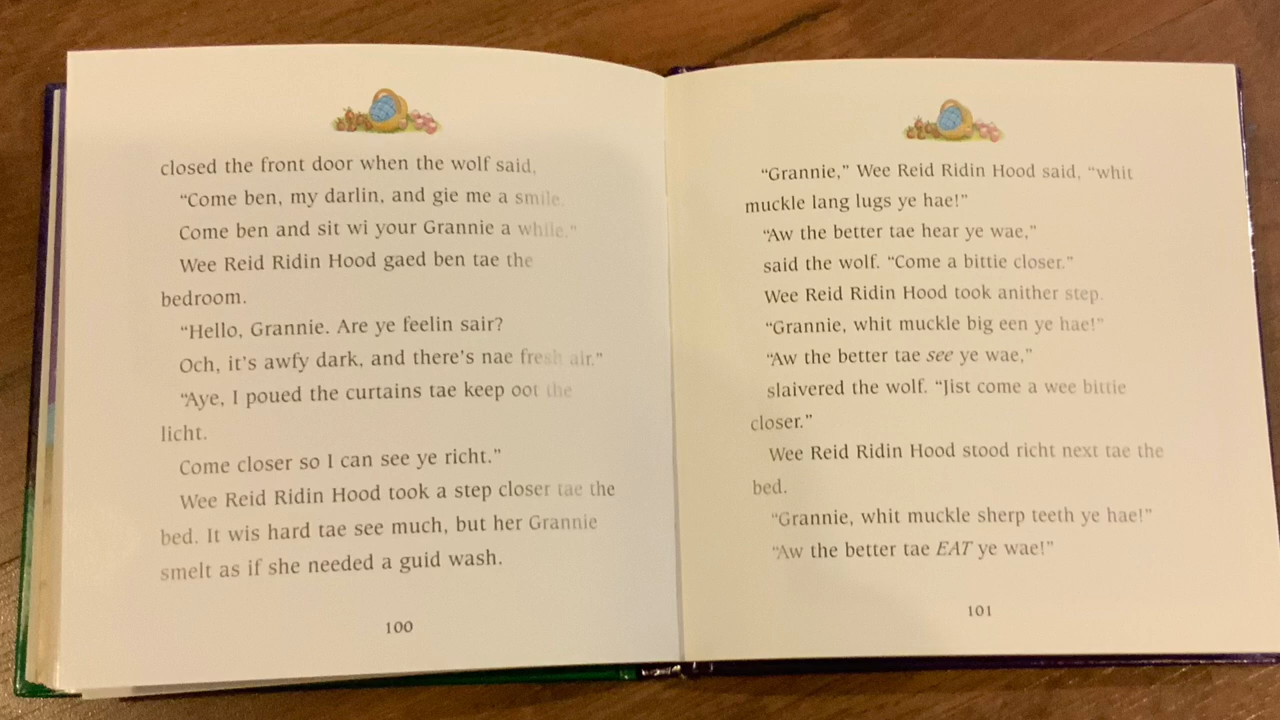 closed the front door when the wolf said,
“Come ben, my darlin, and gie me a smile.
Come ben and sit wi your Grannie a while.”
Wee Reid Ridin Hood gaed ben tae the
bedroom.
“Hello, Grannie. Are ye feelin sair?
Och, it’s awfy dark, and there’s nae fresh air.”
“Aye, I poued the curtains tae keep oot the
licht.
Come closer so I can see ye richt.”
Wee Reid Ridin Hood took a step closer tae the
bed. It wis hard tae see much, but her Grannie
smelt as if she needed a guid wash.
100
“Grannie,” Wee Reid Ridin Hood said, “whit
muckle lang lugs ye hae!”
“Aw the better tae hear ye wae,”
said the wolf. “Come a bittie closer.”
Wee Reid Ridin Hood took anither step.
“Grannie, whit muckle big een ye hae!”
“Aw the better tae see ye wae,”
slaivered the wolf. “Jist come a wee bittie
closer.”
Wee Reid Ridin Hood stood richt next tae the
bed.
“Grannie, whit muckle sherp teeth ye hae!”
“Aw the better tae EAT ye wae!”
101